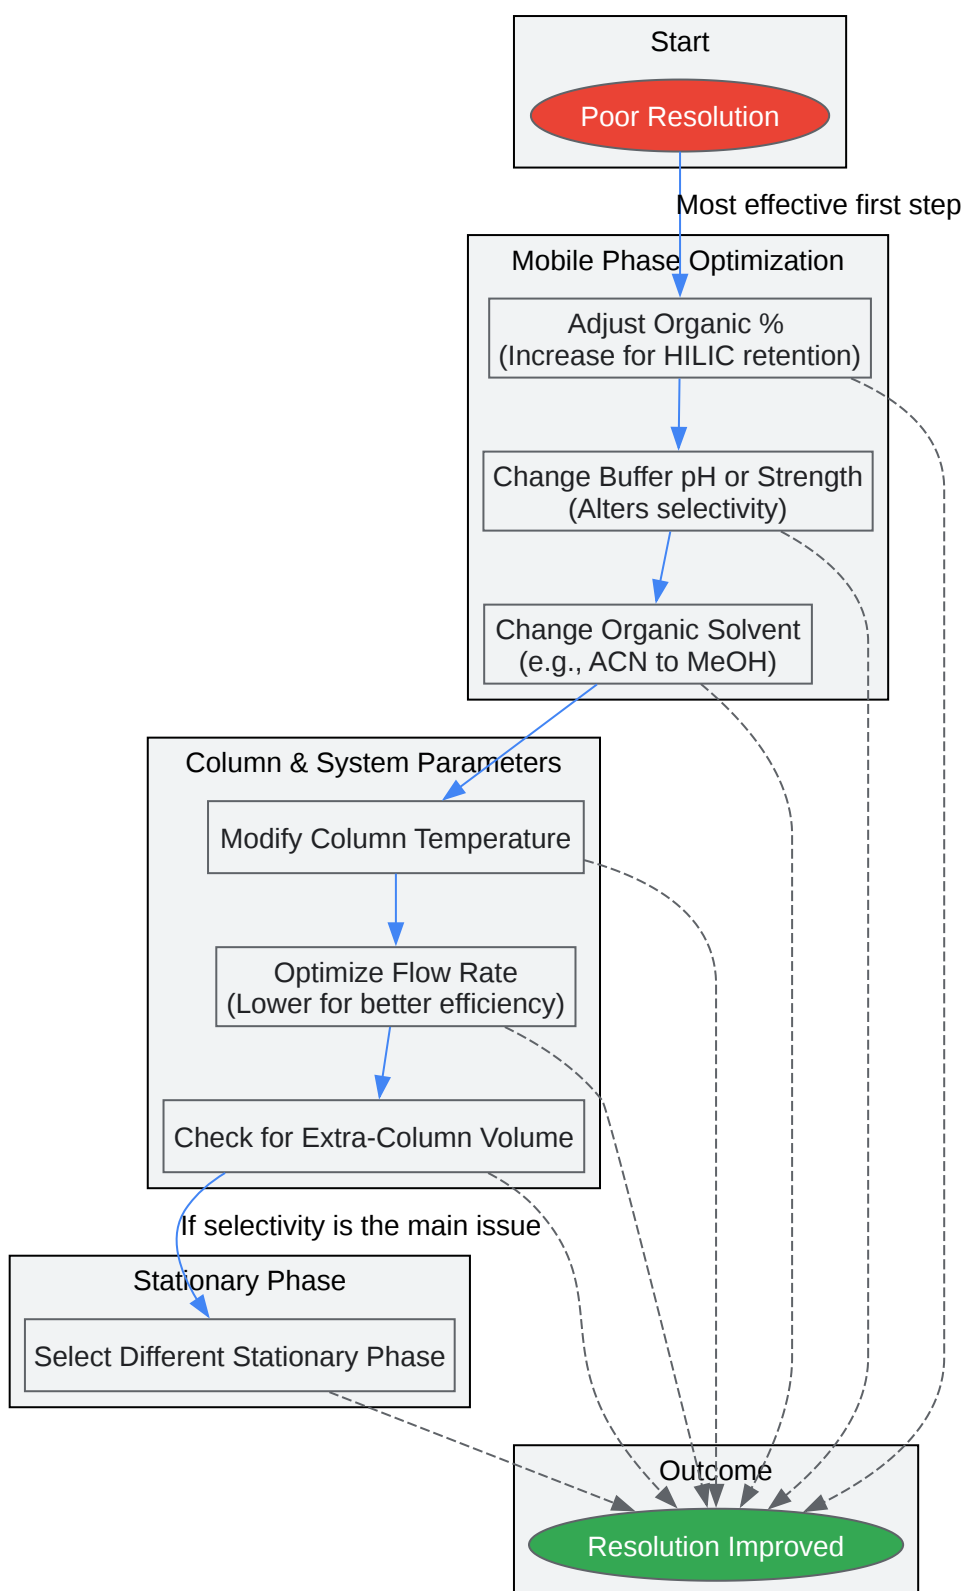 Start
Poor Resolution
Most effective first step
Mobile Phase Optimization
Adjust Organic %
(Increase for HILIC retention)
Change Buffer pH or Strength
(Alters selectivity)
Change Organic Solvent
(e.g., ACN to MeOH)
Column & System Parameters
Modify Column Temperature
Optimize Flow Rate
(Lower for better efficiency)
Check for Extra-Column Volume
If selectivity is the main issue
Stationary Phase
Select Different Stationary Phase
Outcome
Resolution Improved